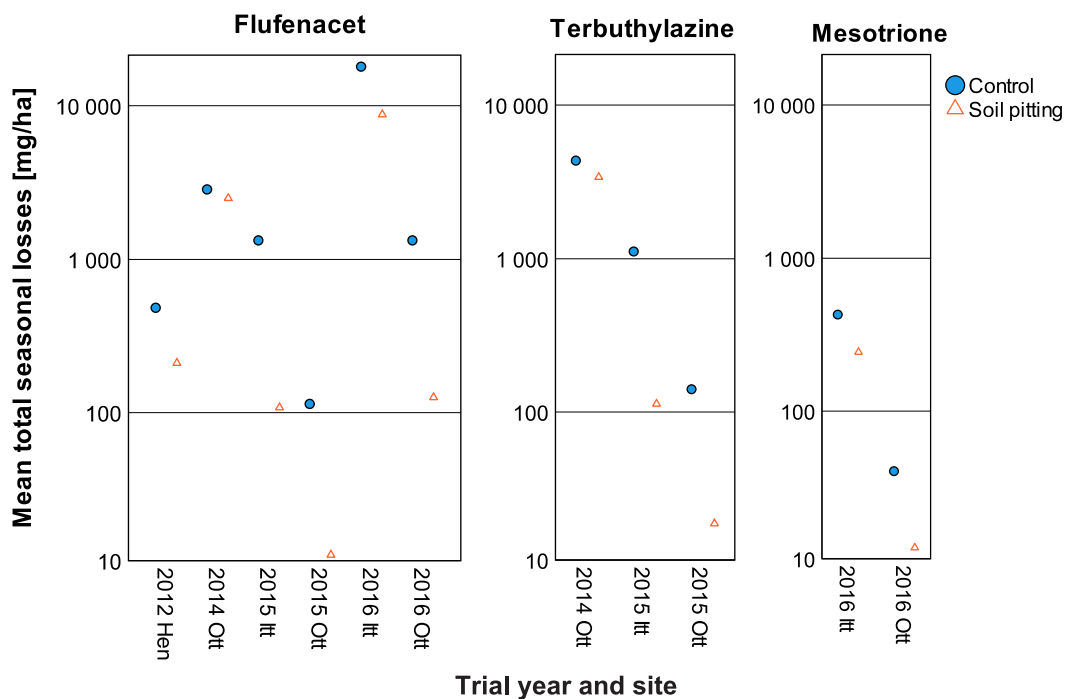 Flufenacet
Terbuthylazine
Mesotrione
Control
Soil pitting
Mean total seasonal losses [mg/ha]
10 000
1 000
100
10
10 000
1 000
100
10
10 000
1 000
100
10
2012 Hen
2014 Ott
2015 Itt
2015 Ott
2016 Itt
2016 Ott
2014 Ott
2015 Itt
2015 Ott
2016 Itt
2016 Ott
Trial year and site